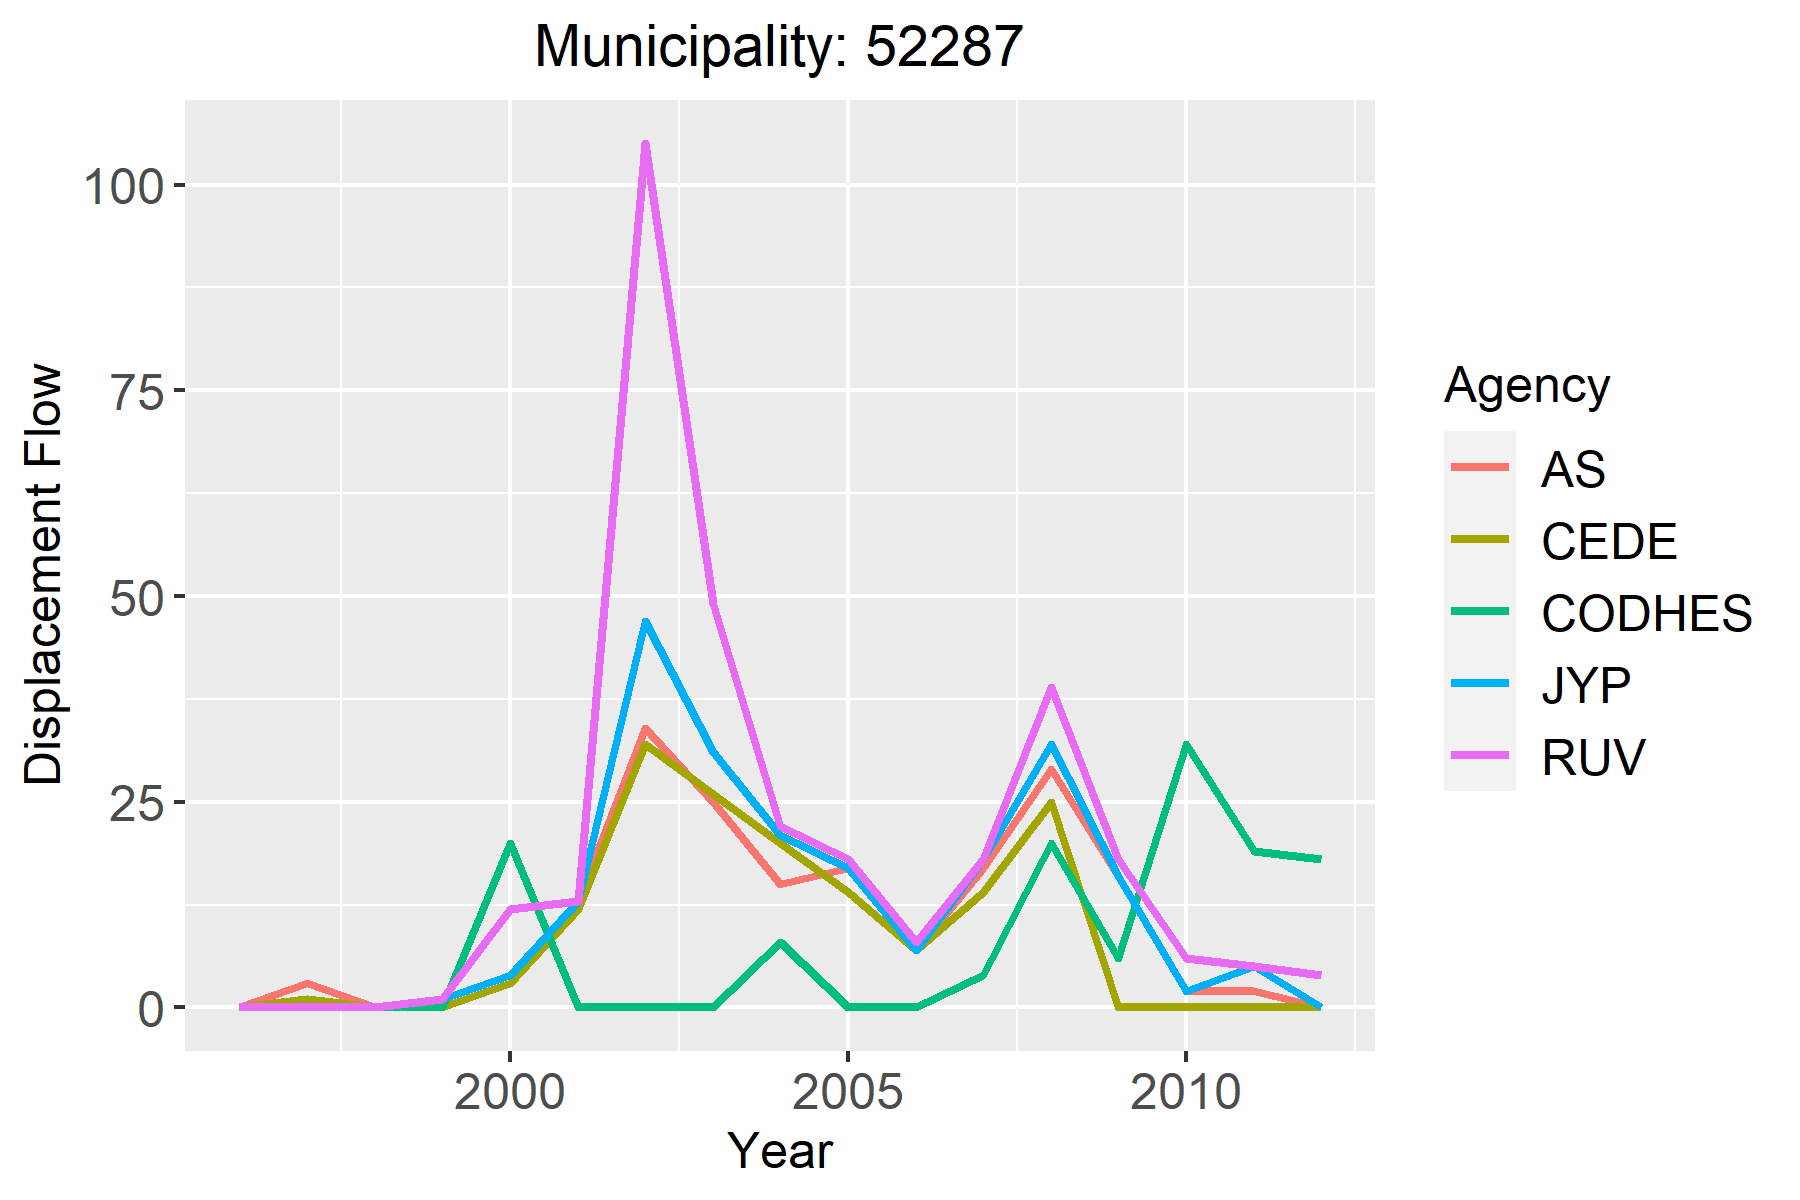 Municipality: 52287
Displacement Flow
100
75
50
25
0
2000 2005 2010
Year
Agency
AS
CEDE
CODHES
JYP
RUV